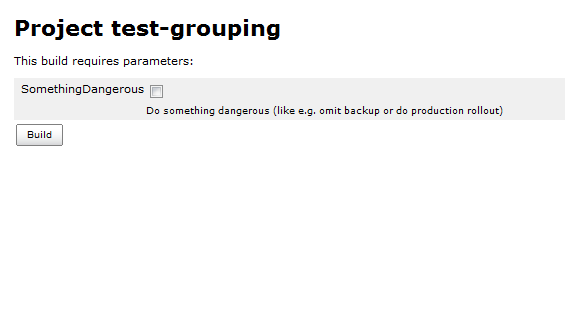 Project test-grouping
This build requires parameters:
SomethingDangerous
Do something dangerous (like e.g. omit backup or do production rollout)
Build